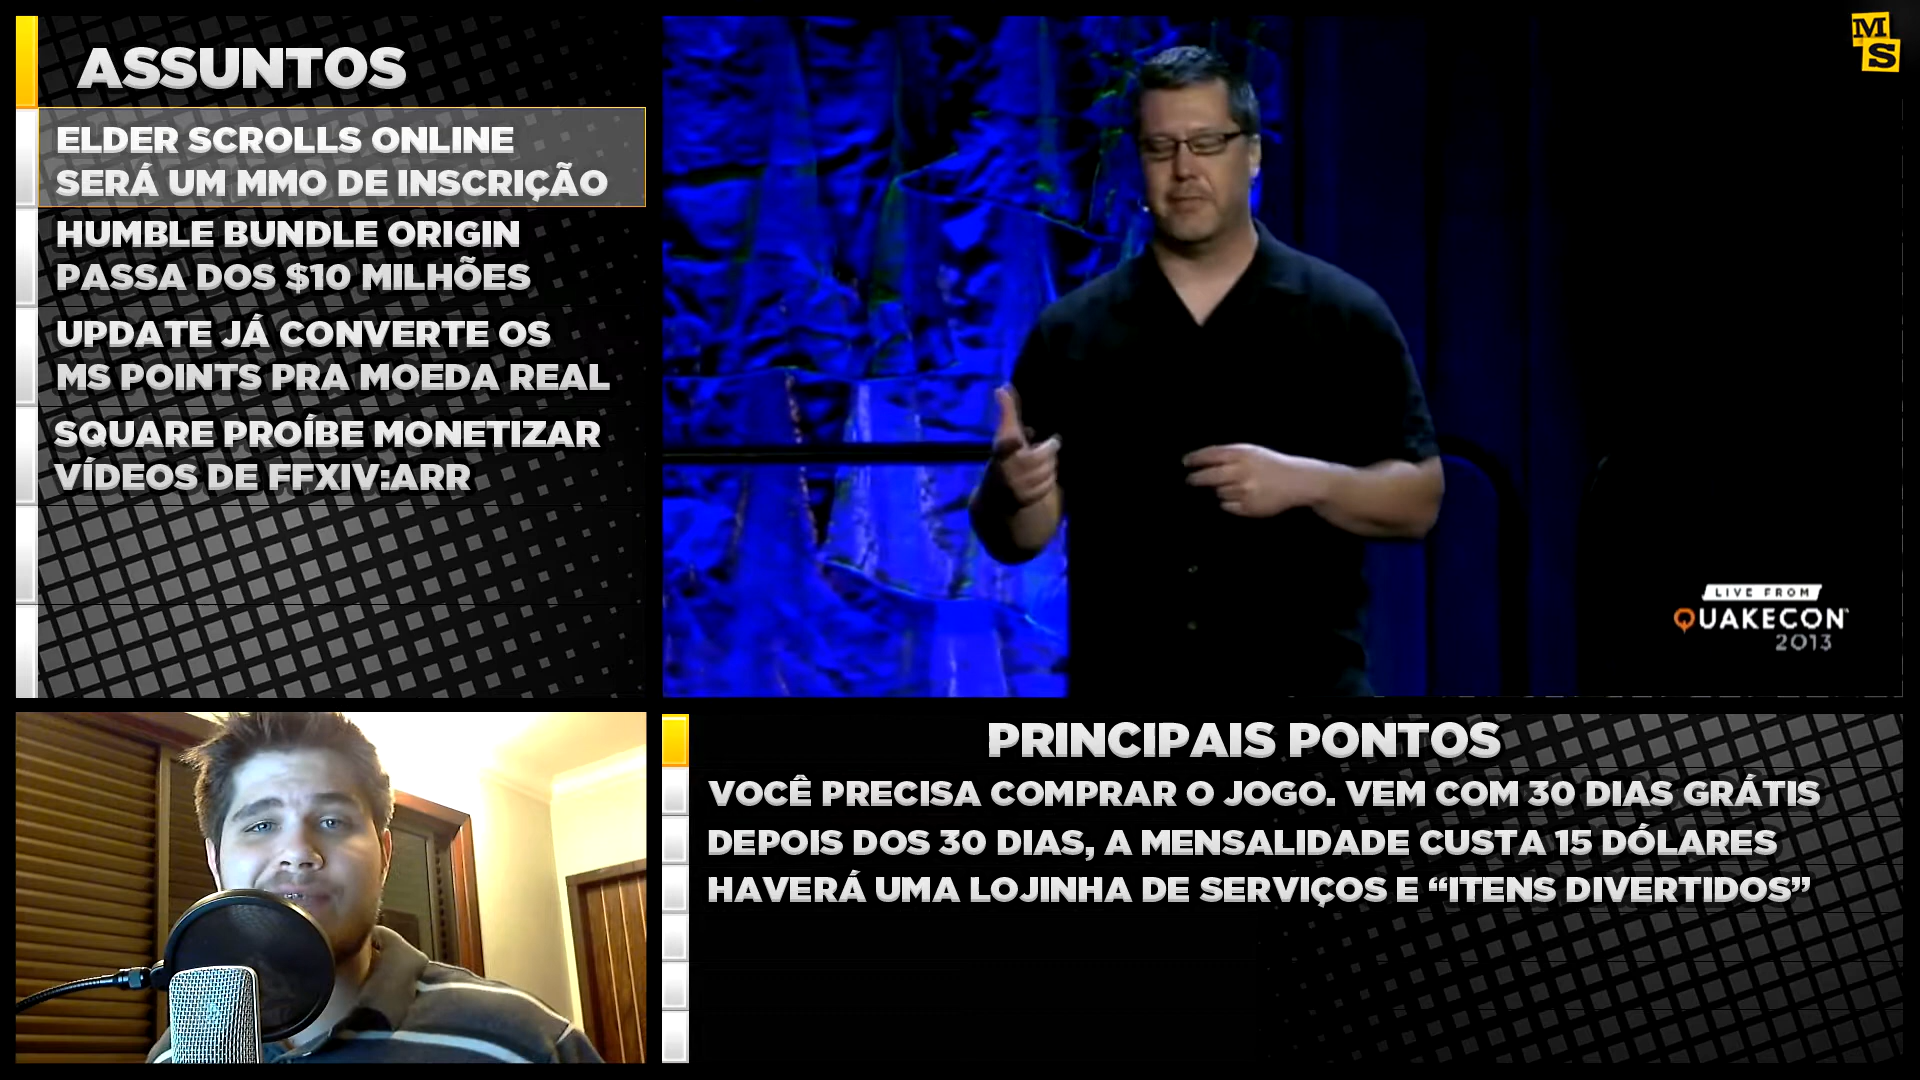 ASSUNTOS
ELDER SCROLLS ONLINE
SERÁ UM MMO DE INSCRIÇÃO
HUMBLE BUNDLE ORIGIN
PASSA DOS $10 MILHÕES
UPDATE JÁ CONVERTE OS
MS POINTS PRA MOEDA REAL
SQUARE PROÍBE MONETIZAR
VÍDEOS DE FFXIV:ARR
MS
LIVE FROM
QUAKECON
2013
PRINCIPAIS PONTOS
VOCÊ PRECISA COMPRAR O JOGO. VEM COM 30 DIAS GRÁTIS
DEPOIS DOS 30 DIAS, A MENSALIDADE CUSTA 15 DÓLARES
HAVERÁ UMA LOJINHA DE SERVIÇOS E “ITENS DIVERTIDOS”